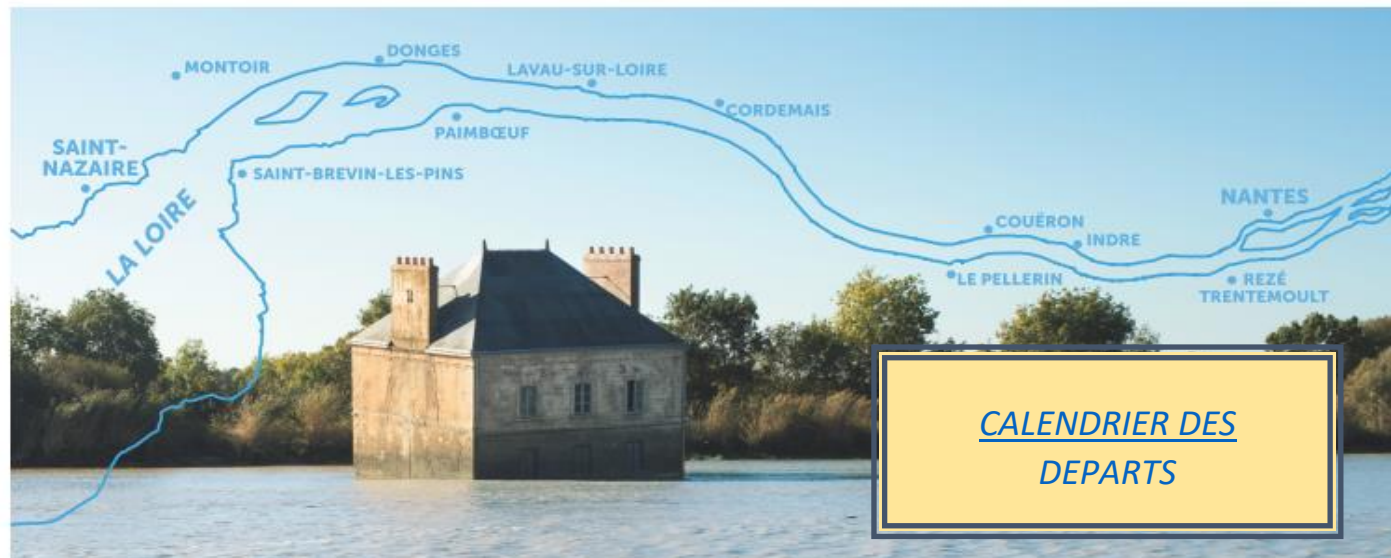 DONGES
MONTOIR
LAVAU-SUR-LOIRE
CORDEMAIS
PAIMBŒUF
SAINT-
NAZAIRE
SAINT-BREVIN-LES-PINS
LA LOIRE
NANTES
COUËRON
INDRE
LE PELLERIN
REZÉ
TRENTEMOULT
CALENDRIER DES
DEPARTS